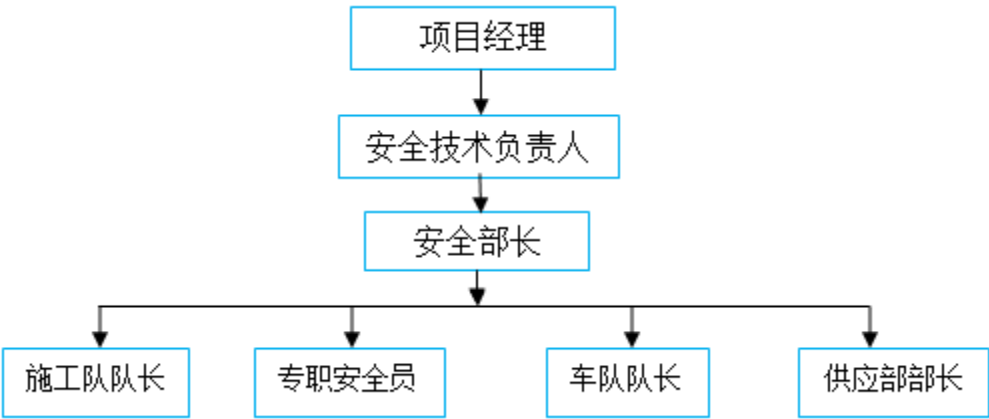 项目经理
安全技术负责人
安全部长
施工队队长
专职安全员
车队队长
供应部部长